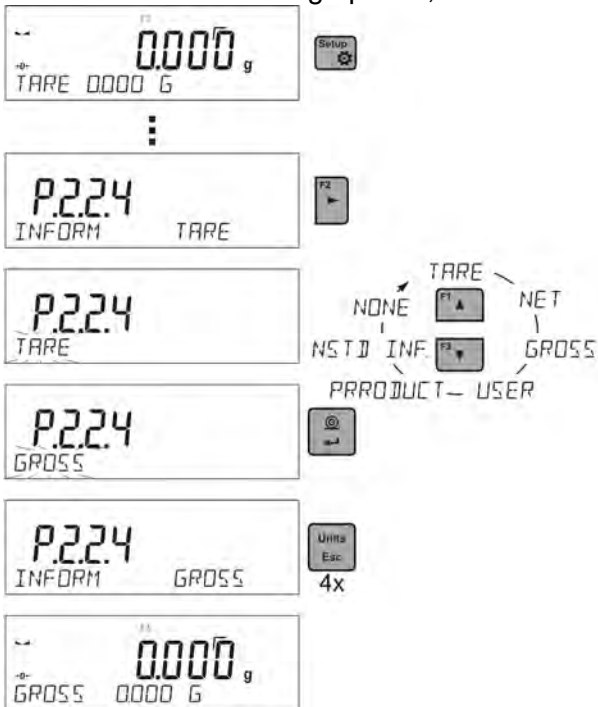 0.000 g
TARE 0.000 G
Setup
P.2.2.4
INFORM TARE
F2
P.2.2.4
TARE
TARE
NONE F1 NET
NSTD INF. F3 GROSS
PRRODUCT USER
P.2.2.4
GROSS
P.2.2.4
INFORM GROSS
Units
Esc
4x
0.000 g
GROSS 0.000 G